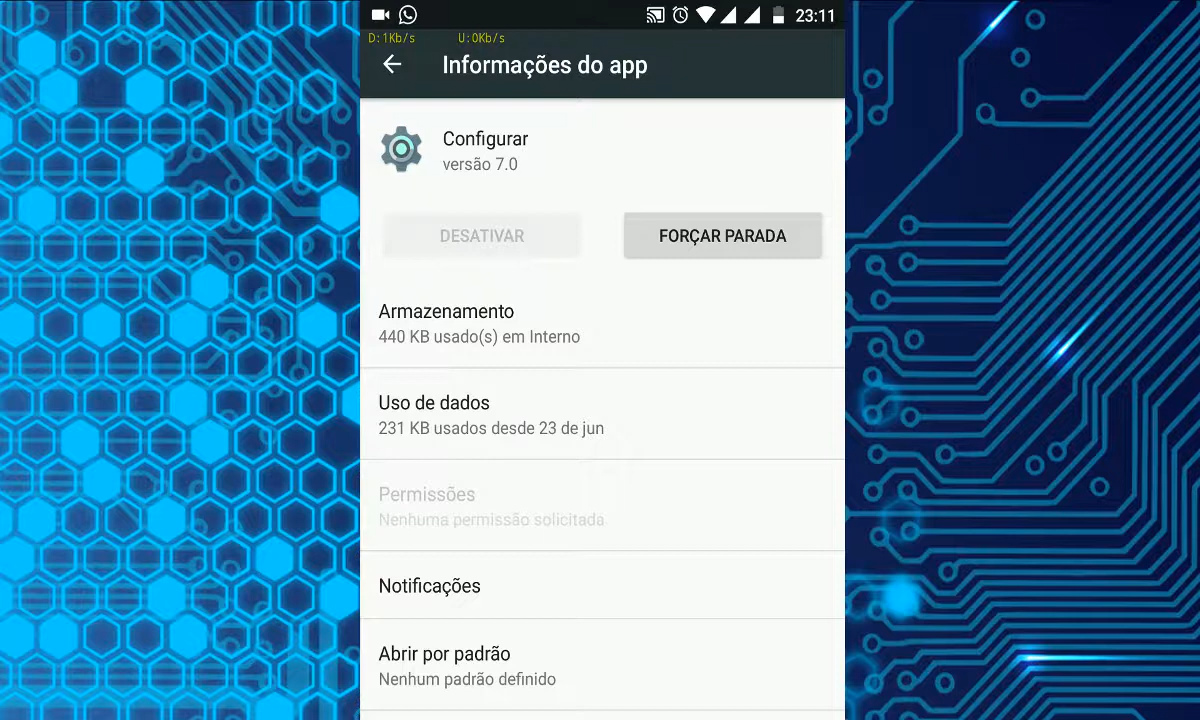 23:11
D:1Kb/s U:0Kb/s
Informações do app
Configurar
versão 7.0
DESATIVAR FORÇAR PARADA
Armazenamento
440 KB usado(s) em Interno
Uso de dados
231 KB usados desde 23 de jun
Permissões
Nenhuma permissão solicitada
Notificações
Abrir por padrão
Nenhum padrão definido